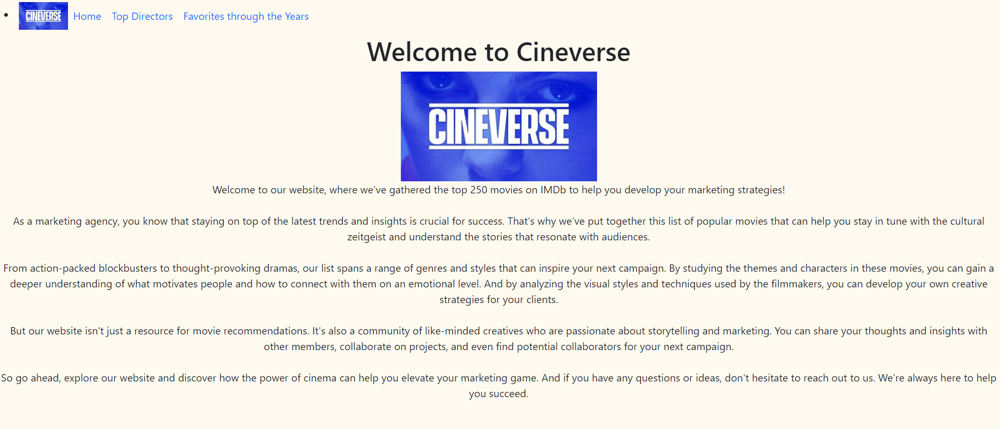 CINEVERSE Home Top Directors Favorites through the Years
Welcome to Cineverse
CINEVERSE
Welcome to our website, where we've gathered the top 250 movies on IMDb to help you develop your marketing strategies!
As a marketing agency, you know that staying on top of the latest trends and insights is crucial for success. That's why we've put together this list of popular movies that can help you stay in tune with the cultural
zeitgeist and understand the stories that resonate with audiences.
From action-packed blockbusters to thought-provoking dramas, our list spans a range of genres and styles that can inspire your next campaign. By studying the themes and characters in these movies, you can gain a
deeper understanding of what motivates people and how to connect with them on an emotional level. And by analyzing the visual styles and techniques used by the filmmakers, you can develop your own creative
strategies for your clients.
But our website isn't just a resource for movie recommendations. It's also a community of like-minded creatives who are passionate about storytelling and marketing. You can share your thoughts and insights with
other members, collaborate on projects, and even find potential collaborators for your next campaign.
So go ahead, explore our website and discover how the power of cinema can help you elevate your marketing game. And if you have any questions or ideas, don't hesitate to reach out to us. We're always here to help
you succeed.